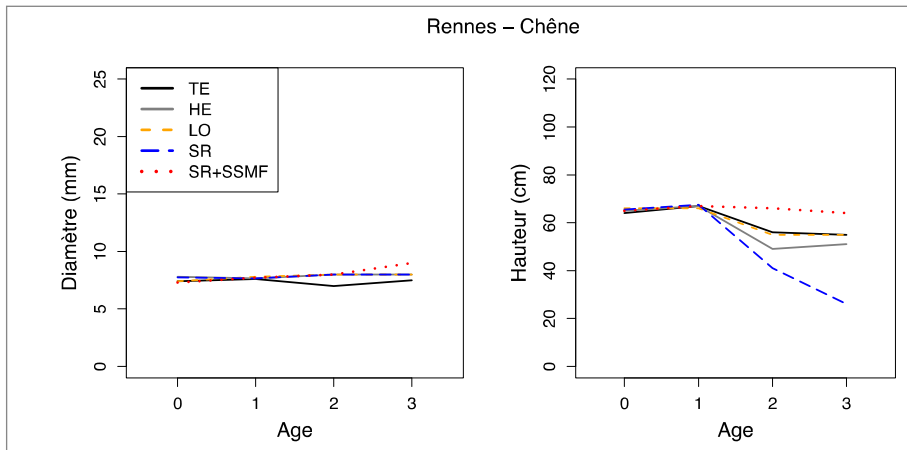 Rennes – Chêne
Diamètre (mm)
25
20
15
10
5
0
TE
HE
LO
SR
SR+SSMF
0 1 2 3
Age
Hauteur (cm)
120
100
80
60
40
20
0
0 1 2 3
Age